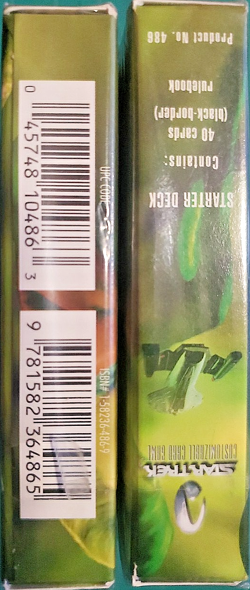 UPC CODE
0 45748 10486 3
ISBN# 1-58236-486-9
9 781582 364865
STAR TREK
CUSTOMIZABLE CARD GAME
STARTER DECK
Contains:
40 cards
(black-border)
rulebook
Product No. 486